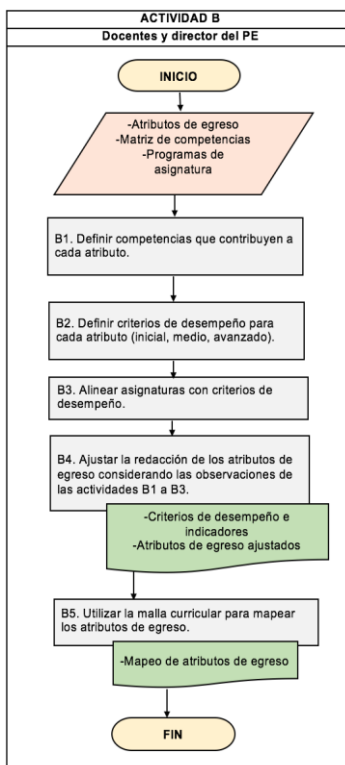 ACTIVIDAD B
Docentes y director del PE
INICIO
-Atributos de egreso
-Matriz de competencias
-Programas de
asignatura
B1. Definir competencias que contribuyen a
cada atributo.
B2. Definir criterios de desempeño para
cada atributo (inicial, medio, avanzado).
B3. Alinear asignaturas con criterios de
desempeño.
B4. Ajustar la redacción de los atributos de
egreso considerando las observaciones de
las actividades B1 a B3.
-Criterios de desempeño e
indicadores
-Atributos de egreso ajustados
B5. Utilizar la malla curricular para mapear
los atributos de egreso.
-Mapeo de atributos de egreso
FIN